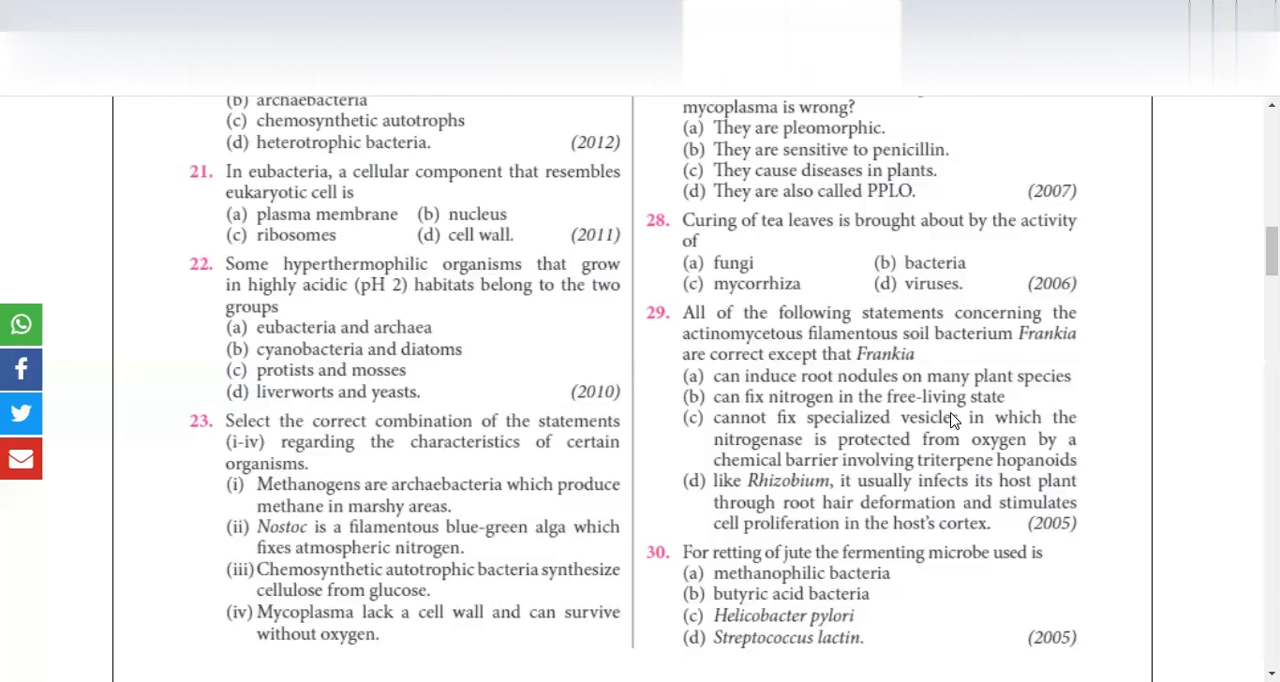 (b) archaebacteria
(c) chemosynthetic autotrophs
(d) heterotrophic bacteria. (2012)
21. In eubacteria, a cellular component that resembles
eukaryotic cell is
(a) plasma membrane (b) nucleus
(c) ribosomes (d) cell wall. (2011)
22. Some hyperthermophilic organisms that grow
in highly acidic (pH 2) habitats belong to the two
groups
(a) eubacteria and archaea
(b) cyanobacteria and diatoms
(c) protists and mosses
(d) liverworts and yeasts. (2010)
23. Select the correct combination of the statements
(i-iv) regarding the characteristics of certain
organisms.
(i) Methanogens are archaebacteria which produce
methane in marshy areas.
(ii) Nostoc is a filamentous blue-green alga which
fixes atmospheric nitrogen.
(iii) Chemosynthetic autotrophic bacteria synthesize
cellulose from glucose.
(iv) Mycoplasma lack a cell wall and can survive
without oxygen.
mycoplasma is wrong?
(a) They are pleomorphic.
(b) They are sensitive to penicillin.
(c) They cause diseases in plants.
(d) They are also called PPLO. (2007)
28. Curing of tea leaves is brought about by the activity
of
(a) fungi (b) bacteria
(c) mycorrhiza (d) viruses. (2006)
29. All of the following statements concerning the
actinomycetous filamentous soil bacterium Frankia
are correct except that Frankia
(a) can induce root nodules on many plant species
(b) can fix nitrogen in the free-living state
(c) cannot fix specialized vesicles in which the
nitrogenase is protected from oxygen by a
chemical barrier involving triterpene hopanoids
(d) like Rhizobium, it usually infects its host plant
through root hair deformation and stimulates
cell proliferation in the host's cortex. (2005)
30. For retting of jute the fermenting microbe used is
(a) methanophilic bacteria
(b) butyric acid bacteria
(c) Helicobacter pylori
(d) Streptococcus lactin. (2005)